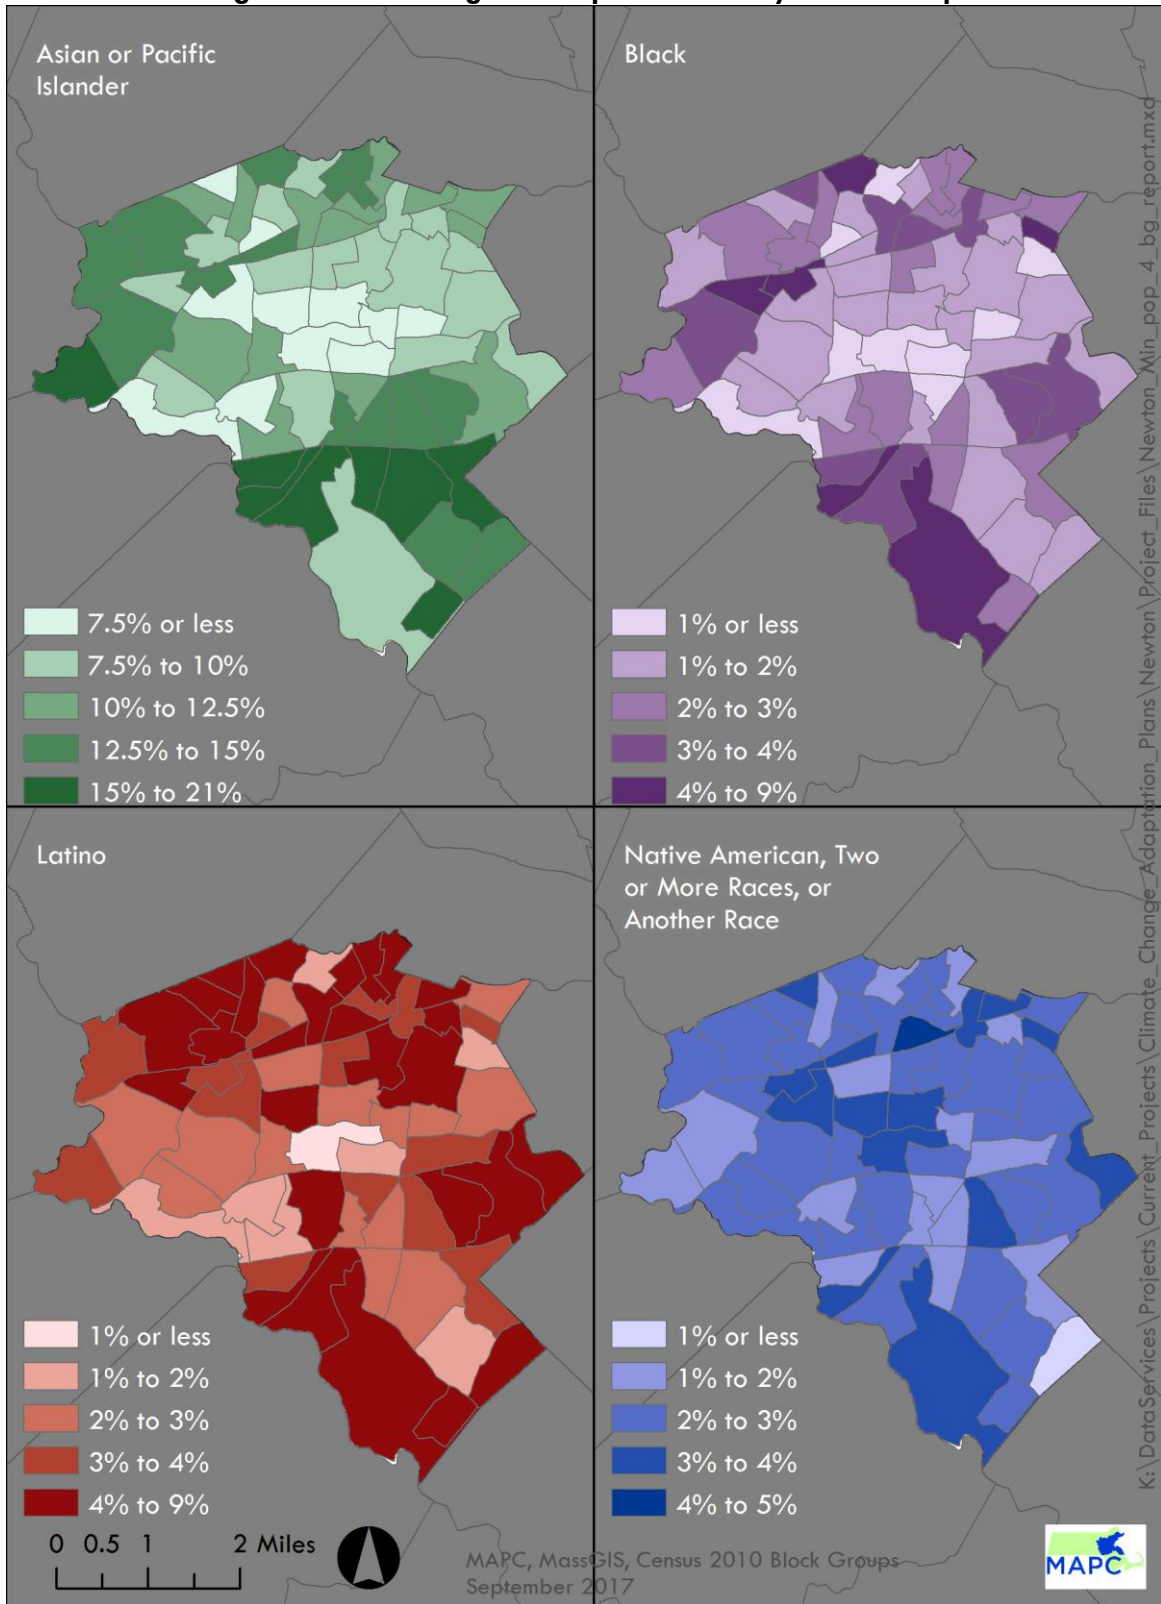 Asian or Pacific
Islander
7.5% or less
7.5% to 10%
10% to 12.5%
12.5% to 15%
15% to 21%
Black
1% or less
1% to 2%
2% to 3%
3% to 4%
4% to 9%
Latino
1% or less
1% to 2%
2% to 3%
3% to 4%
4% to 9%
0 0.5 1 2 Miles
Native American, Two
or More Races, or
Another Race
1% or less
1% to 2%
2% to 3%
3% to 4%
4% to 5%
MAPC, MassGIS, Census 2010 Block Groups
September 2017
MAPC
K:\DataServices\Projects\Current_Projects\Climate_Change_Adaptation_Plans\Newton\Project_Files\Newton_Min_pop_4_bg_report.mxd